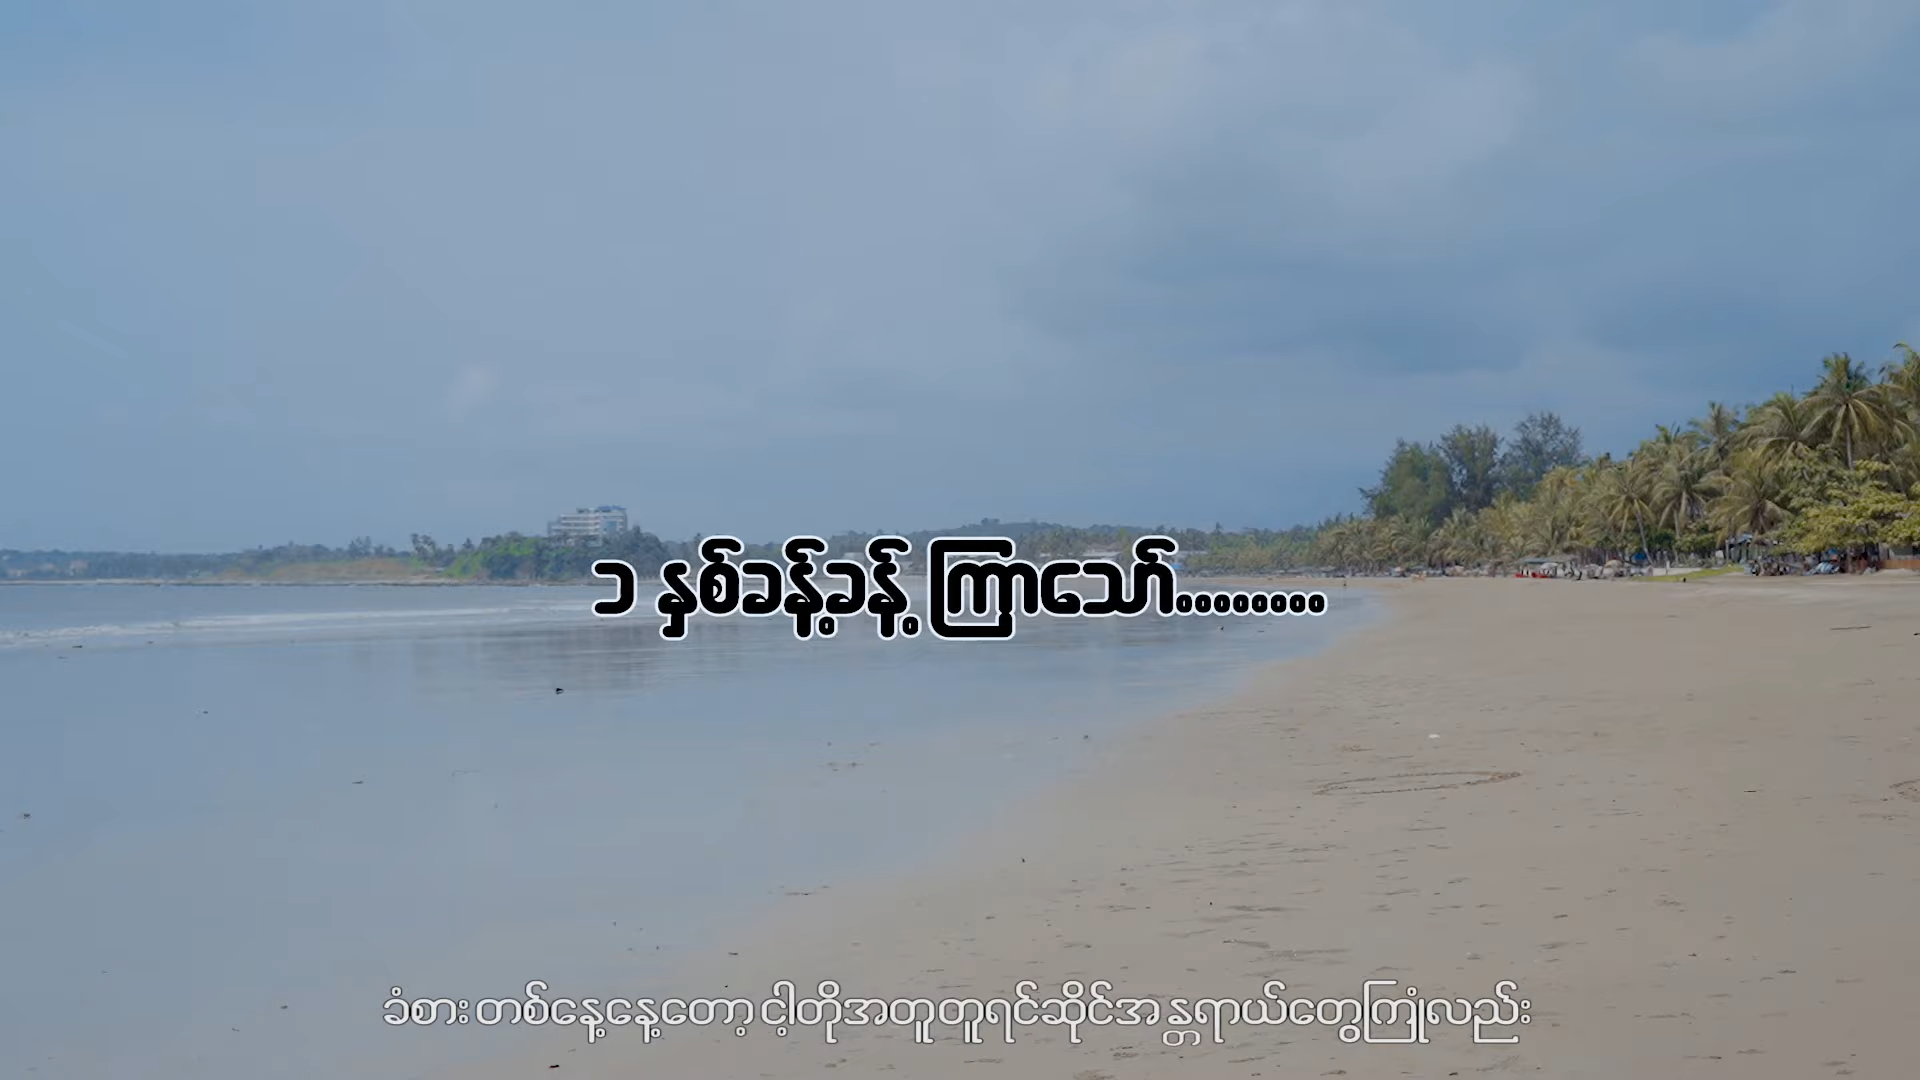 ၁ နှစ်ခန့်ခန့် ကြာသော်........
ခံစား တစ်နေ့နေ့တော့ ငါ့တိုအတူတူရင်ဆိုင်အန္တရာယ်တွေကြုံလည်း